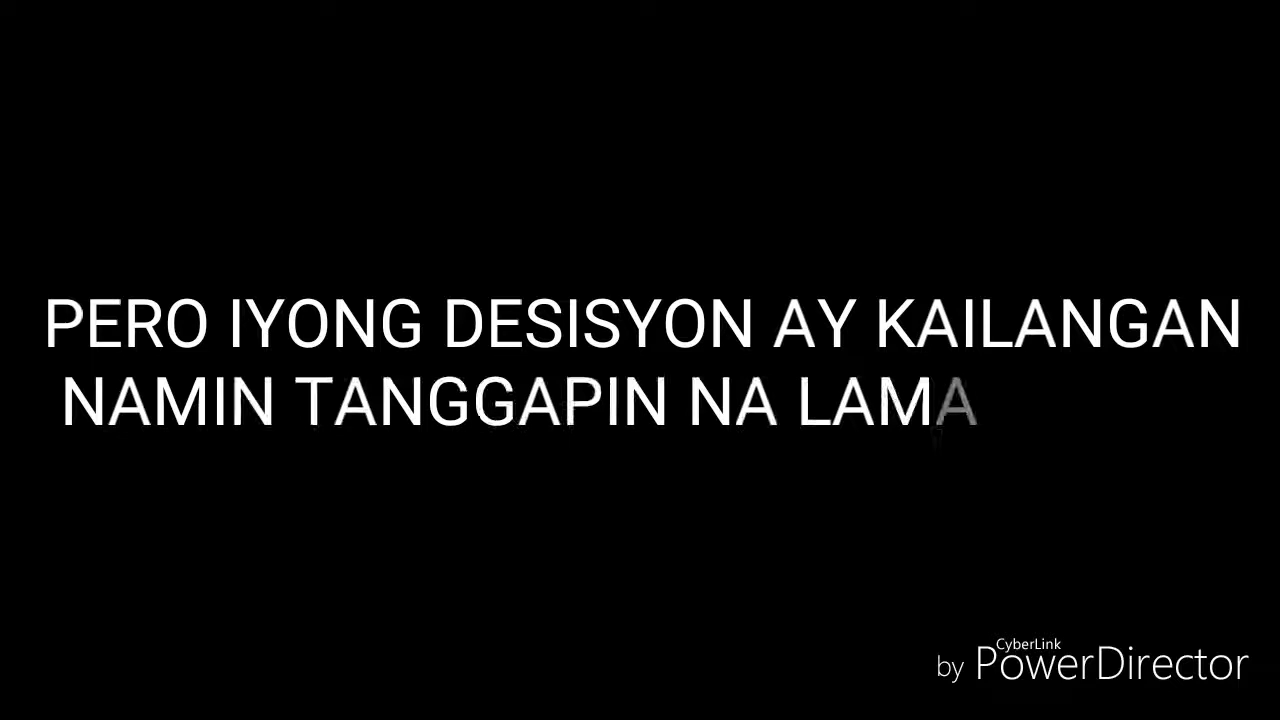 PERO IYONG DESISYON AY KAILANGAN
NAMIN TANGGAPIN NA LAMA
CyberLink
by PowerDirector